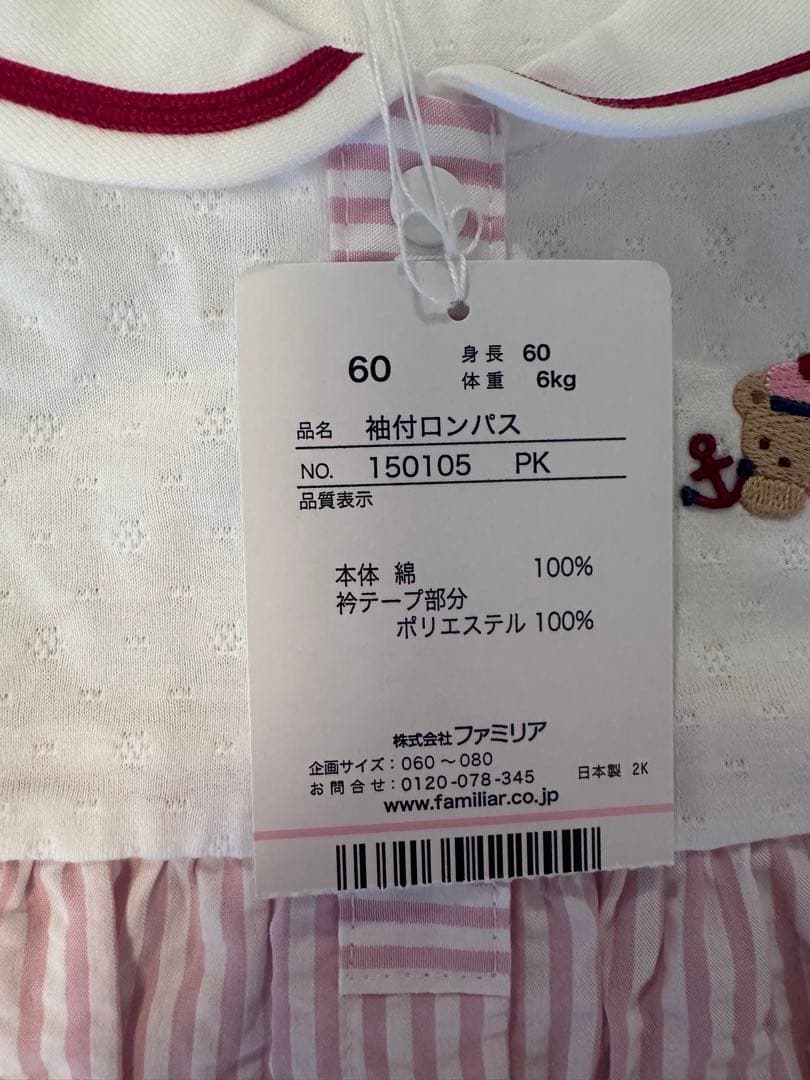 60
身長 60
体重 6kg
品名 袖付ロンパス
NO. 150105 PK
品質表示
本体 綿 100%
衿テープ部分
ポリエステル 100%
株式会社ファミリア
企画サイズ:060〜080
お問合せ:0120-078-345 日本製 2K
www.familiar.co.jp